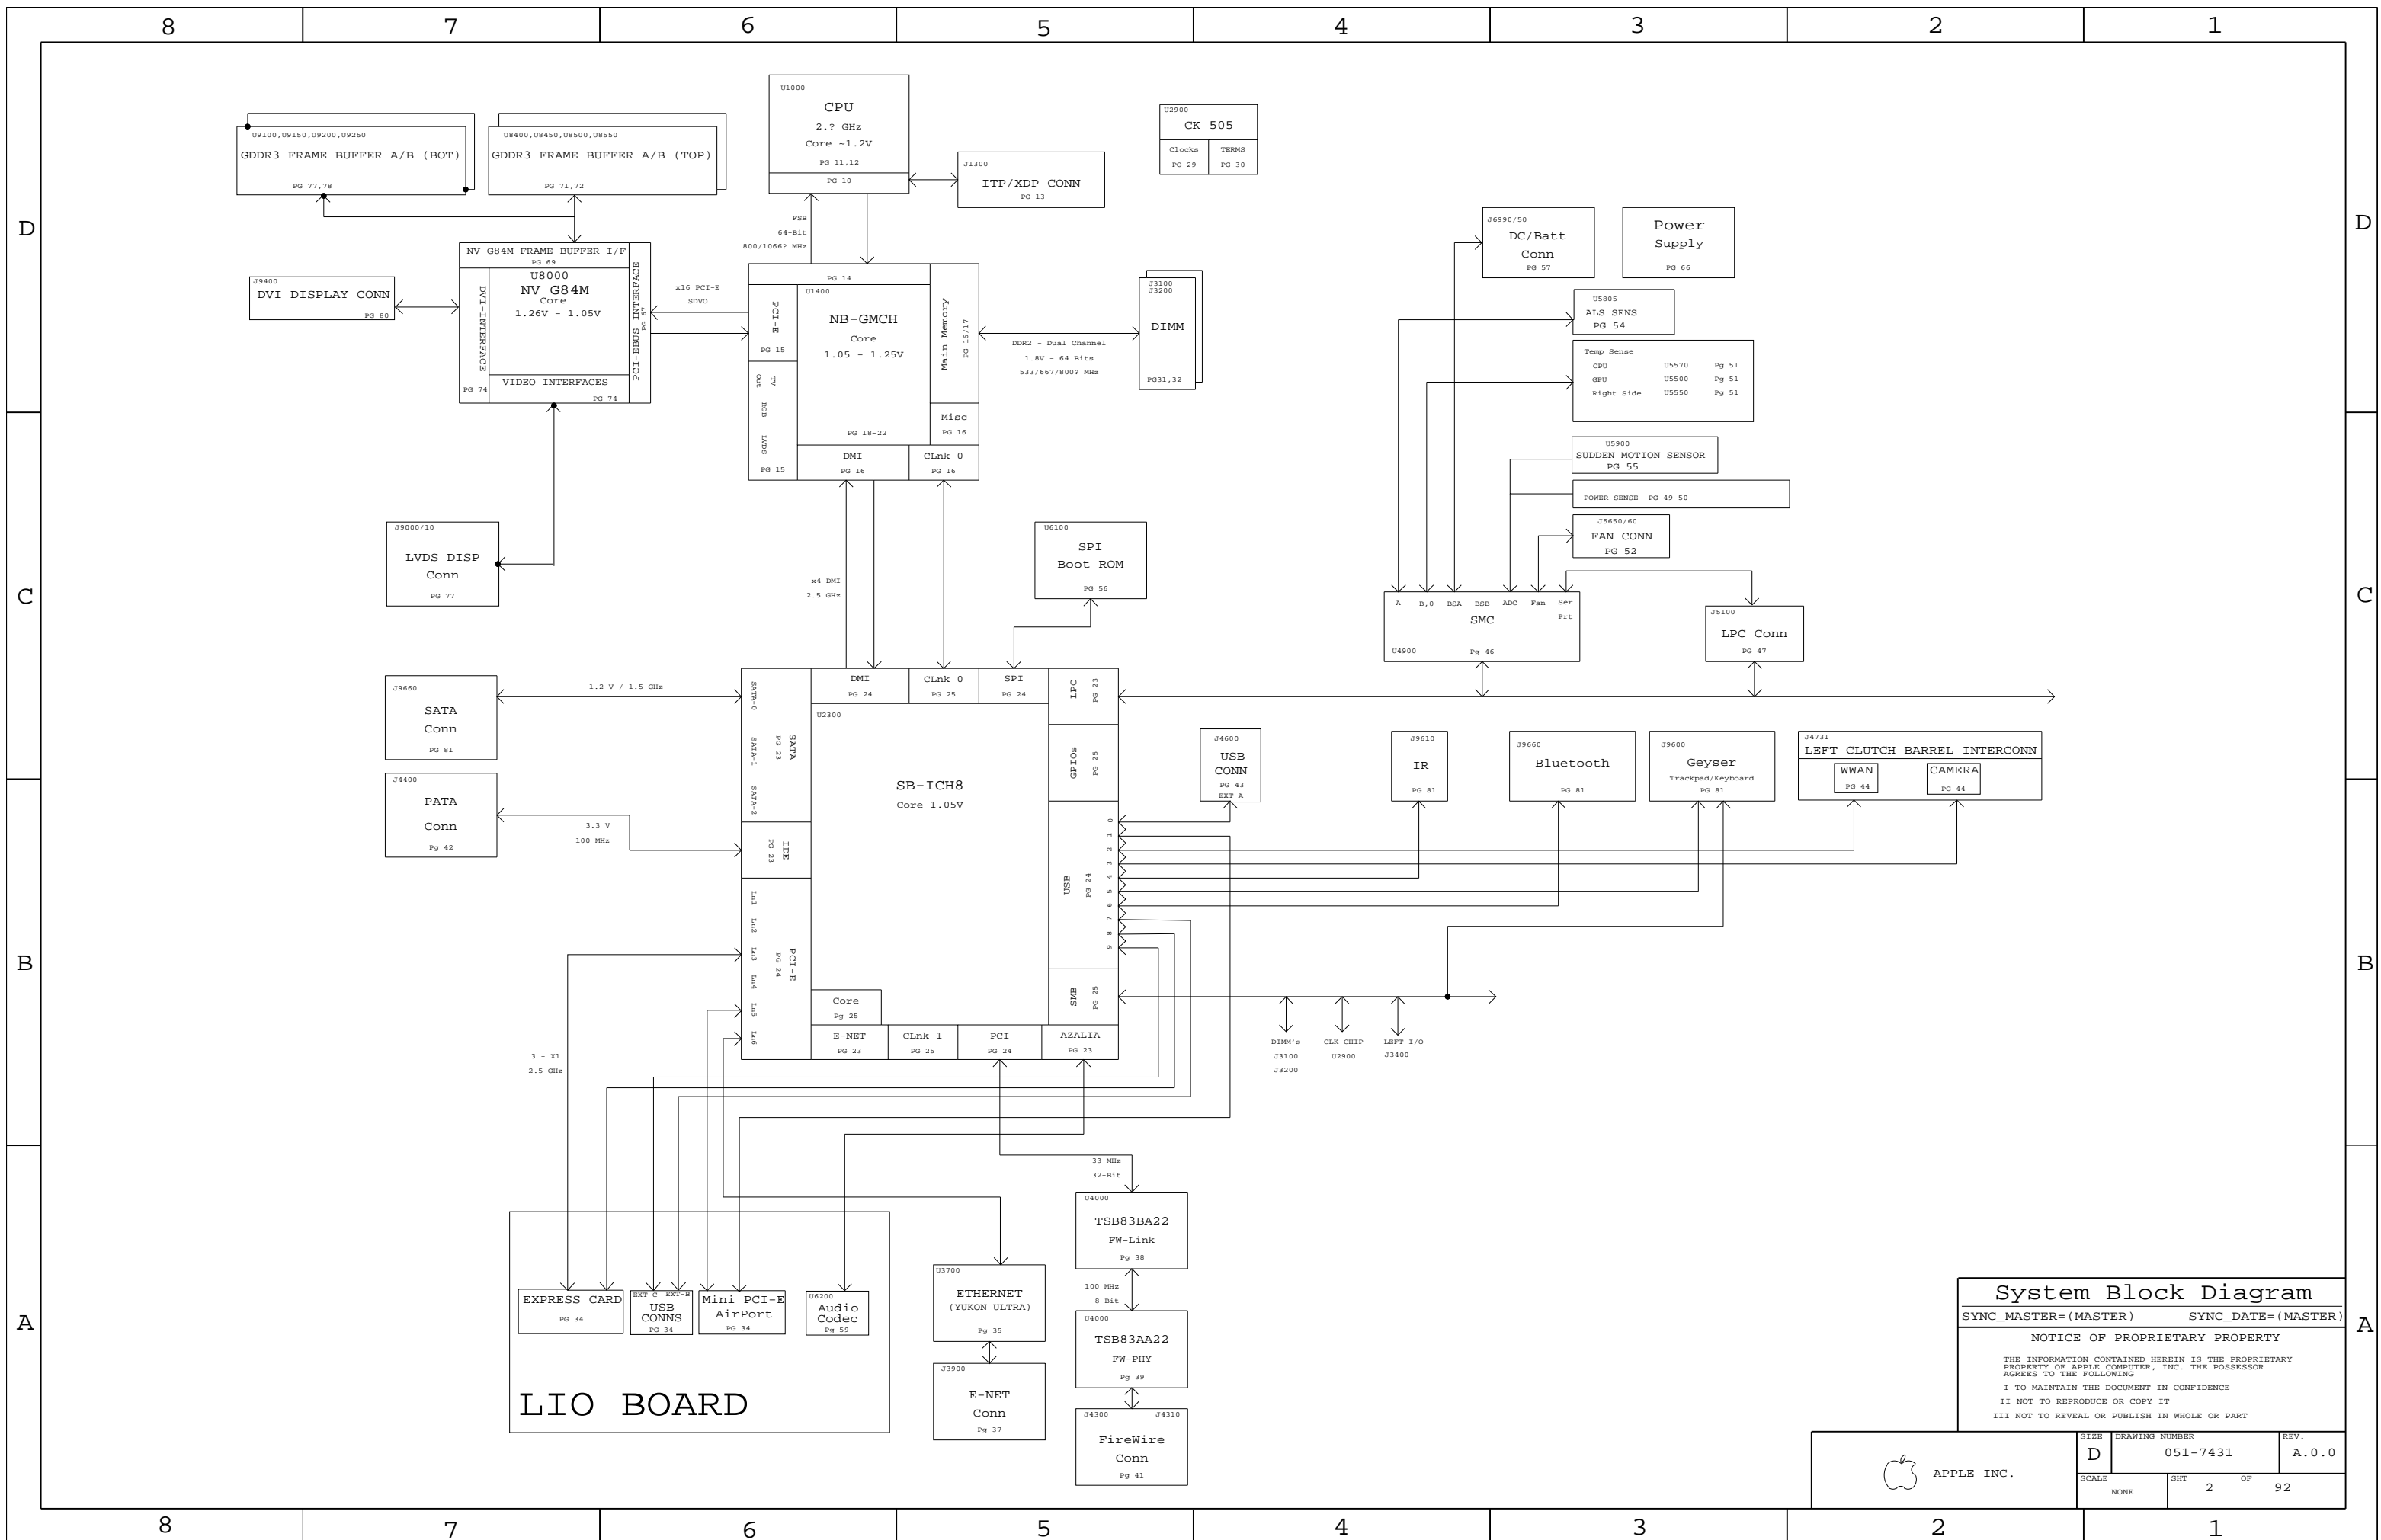 8 7 6 5 4 3 2 1
D
C
B
A
U9100,U9150,U9200,U9250
GDDR3 FRAME BUFFER A/B (BOT)
PG 77,78
U8400,U8450,U8500,U8550
GDDR3 FRAME BUFFER A/B (TOP)
PG 71,72
U1000
CPU
2.? GHz
Core ~1.2V
PG 11,12
PG 10
J1300
ITP/XDP CONN
PG 13
U2900
CK 505
Clocks
PG 29
TERMS
PG 30
FSB
64-Bit
800/1066? MHz
NV G84M FRAME BUFFER I/F
PG 69
U8000
NV G84M
Core
1.26V - 1.05V
DVI-INTERFACE
PG 74
VIDEO INTERFACES
PG 74
PCI-EBUS INTERFACE
PG 67
J9400
DVI DISPLAY CONN
PG 80
x16 PCI-E
SDVO
PG 14
U1400
NB-GMCH
Core
1.05 - 1.25V
PG 18-22
PCI-E
PG 15
TV
Out
RGB
LVDS
PG 15
Main Memory
PG 16/17
Misc
PG 16
DMI
PG 16
CLnk 0
PG 16
DDR2 - Dual Channel
1.8V - 64 Bits
533/667/800? MHz
J3100
J3200
DIMM
PG31,32
J6990/50
DC/Batt
Conn
PG 57
Power
Supply
PG 66
U5805
ALS SENS
PG 54
Temp Sense
CPU U5570 Pg 51
GPU U5500 Pg 51
Right Side U5550 Pg 51
U5900
SUDDEN MOTION SENSOR
PG 55
POWER SENSE PG 49-50
J5650/60
FAN CONN
PG 52
A B,0 BSA BSB ADC Fan Ser
Prt
SMC
U4900 Pg 46
J5100
LPC Conn
PG 47
J9000/10
LVDS DISP
Conn
PG 77
x4 DMI
2.5 GHz
U6100
SPI
Boot ROM
PG 56
J9660
SATA
Conn
PG 81
1.2 V / 1.5 GHz
J4400
PATA
Conn
Pg 42
3.3 V
100 MHz
DMI
PG 24
CLnk 0
PG 25
SPI
PG 24
LPC
PG 23
U2300
SB-ICH8
Core 1.05V
SATA-0
SATA-1
SATA-2
SATA
PG 23
IDE
PG 23
Ln1
Ln2
Ln3
Ln4
Ln5
Ln6
PCI-E
PG 24
GPIOs
PG 25
USB
PG 24
0
1
2
3
4
5
6
7
8
9
SMB
PG 25
Core
Pg 25
E-NET
PG 23
CLnk 1
PG 25
PCI
PG 24
AZALIA
PG 23
J4600
USB
CONN
PG 43
EXT-A
J9610
IR
PG 81
J9660
Bluetooth
PG 81
J9600
Geyser
Trackpad/Keyboard
PG 81
J4731
LEFT CLUTCH BARREL INTERCONN
WWAN
PG 44
CAMERA
PG 44
DIMM's
J3100
J3200
CLK CHIP
U2900
LEFT I/O
J3400
3 - X1
2.5 GHz
33 MHz
32-Bit
EXPRESS CARD
PG 34
EXT-C EXT-B
USB
CONNS
PG 34
Mini PCI-E
AirPort
PG 34
U6200
Audio
Codec
Pg 59
LIO BOARD
U3700
ETHERNET
(YUKON ULTRA)
Pg 35
J3900
E-NET
Conn
Pg 37
U4000
TSB83BA22
FW-Link
Pg 38
100 MHz
8-Bit
U4000
TSB83AA22
FW-PHY
Pg 39
J4300 J4310
FireWire
Conn
Pg 41
System Block Diagram
SYNC_MASTER=(MASTER) SYNC_DATE=(MASTER)
NOTICE OF PROPRIETARY PROPERTY
THE INFORMATION CONTAINED HEREIN IS THE PROPRIETARY
PROPERTY OF APPLE COMPUTER, INC. THE POSSESSOR
AGREES TO THE FOLLOWING
I TO MAINTAIN THE DOCUMENT IN CONFIDENCE
II NOT TO REPRODUCE OR COPY IT
III NOT TO REVEAL OR PUBLISH IN WHOLE OR PART
APPLE INC.
SIZE
D
DRAWING NUMBER
051-7431
REV.
A.0.0
SCALE
NONE
SHT OF
2 92
D
C
B
A
8 7 6 5 4 3 2 1